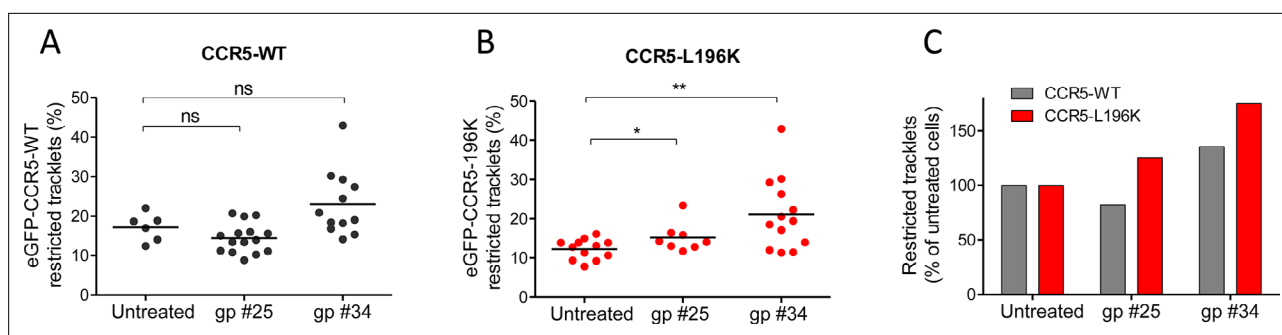 A
CCR5-WT
ns
ns
eGFP-CCR5-WT
restricted tracklets (%)
50
40
30
20
10
0
Untreated
gp #25
gp #34
B
CCR5-L196K
**
*
eGFP-CCR5-196K
restricted tracklets (%)
50
40
30
20
10
0
Untreated
gp #25
gp #34
C
CCR5-WT
CCR5-L196K
Restricted tracklets
(% of untreated cells)
150
100
50
0
Untreated
gp #25
gp #34